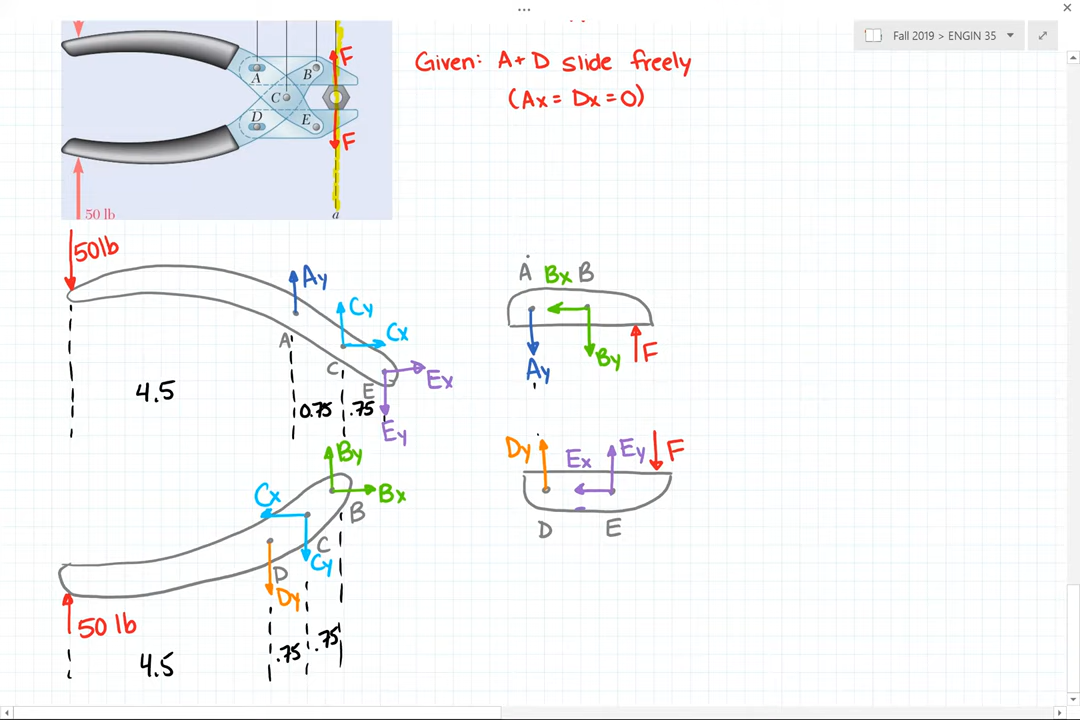 Fall 2019 > ENGIN 35
Given: A+D slide freely
(Ax = Dx = 0)
F
A
B
C
D
E
F
50 lb
a
50lb
Ay
Cy
Cx
A
C
E
Ex
Ey
4.5
0.75
.75
A Bx B
Ay
By
F
Dy
Ex
Ey
F
D
E
By
Bx
Cx
B
C
Cy
D
Dy
50 lb
4.5
.75
.75